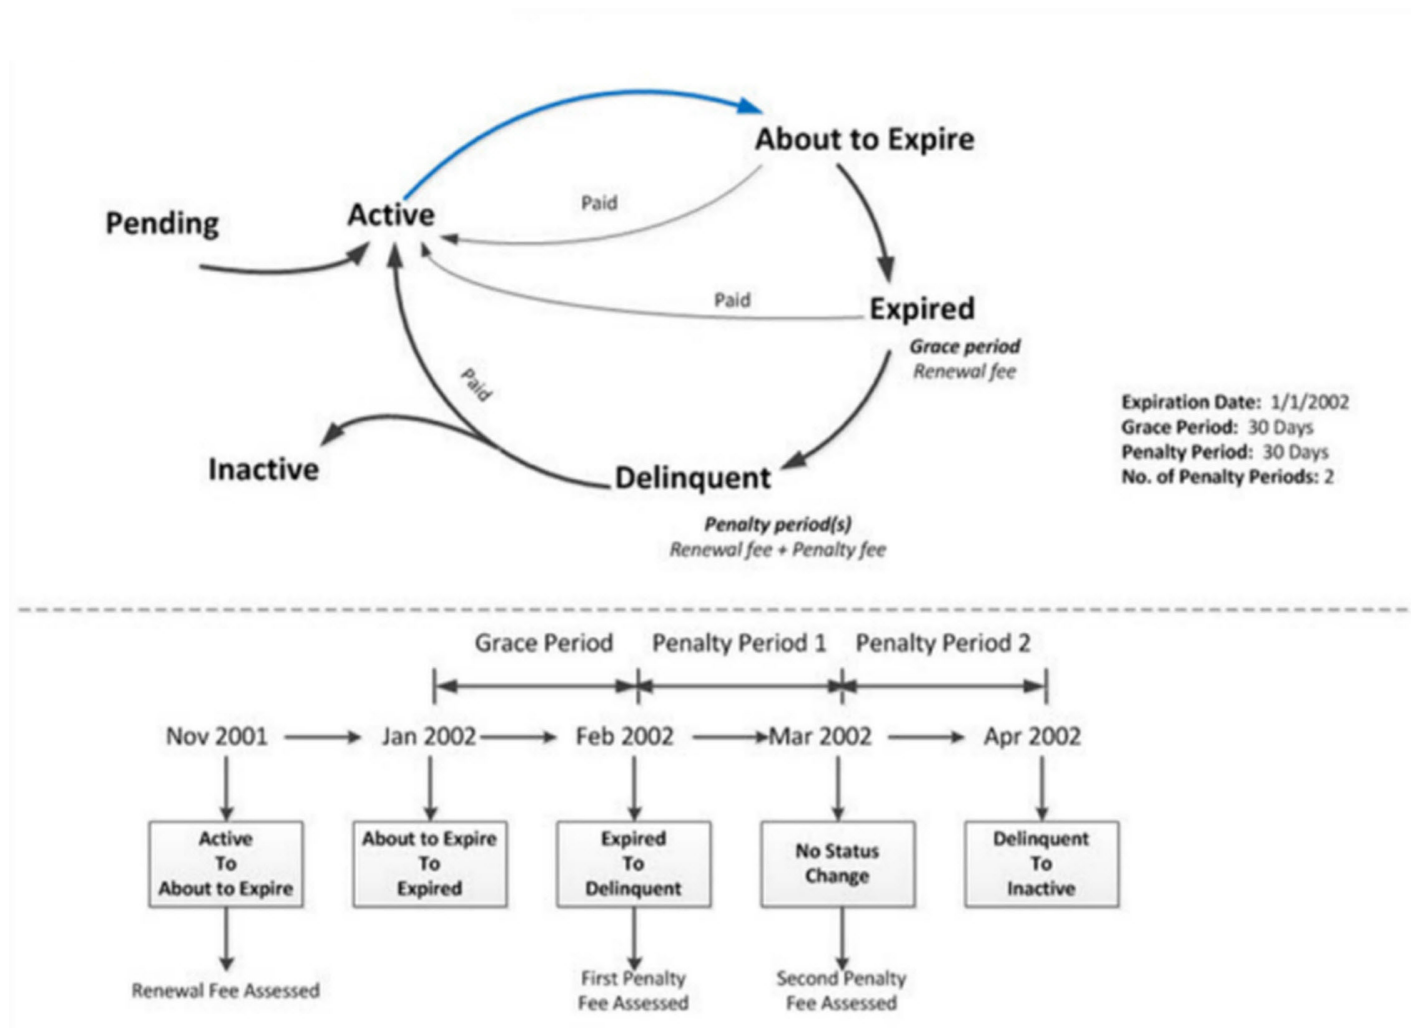 About to Expire
Paid
Active
Pending
Paid
Expired
Grace period
Renewal fee
Paid
Expiration Date: 1/1/2002
Grace Period: 30 Days
Penalty Period: 30 Days
No. of Penalty Periods: 2
Inactive
Delinquent
Penalty period(s)
Renewal fee + Penalty fee
Grace Period Penalty Period 1 Penalty Period 2
Nov 2001 Jan 2002 Feb 2002 Mar 2002 Apr 2002
Active
To
About to Expire
About to Expire
To
Expired
Expired
To
Delinquent
No Status
Change
Delinquent
To
Inactive
Renewal Fee Assessed
First Penalty
Fee Assessed
Second Penalty
Fee Assessed